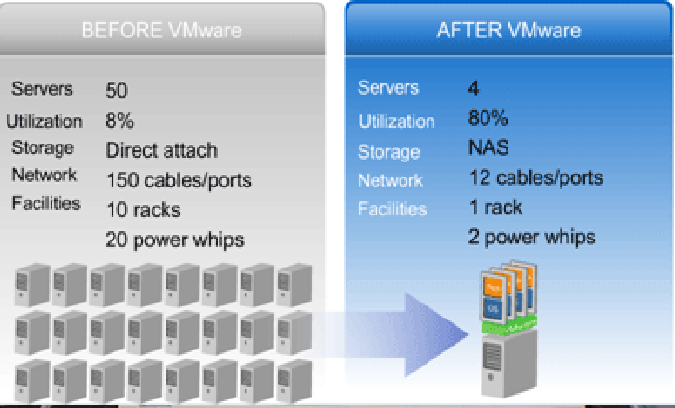 BEFORE VMware
Servers 50
Utilization 8%
Storage Direct attach
Network 150 cables/ports
Facilities 10 racks
20 power whips
AFTER VMware
Servers 4
Utilization 80%
Storage NAS
Network 12 cables/ports
Facilities 1 rack
2 power whips
OS